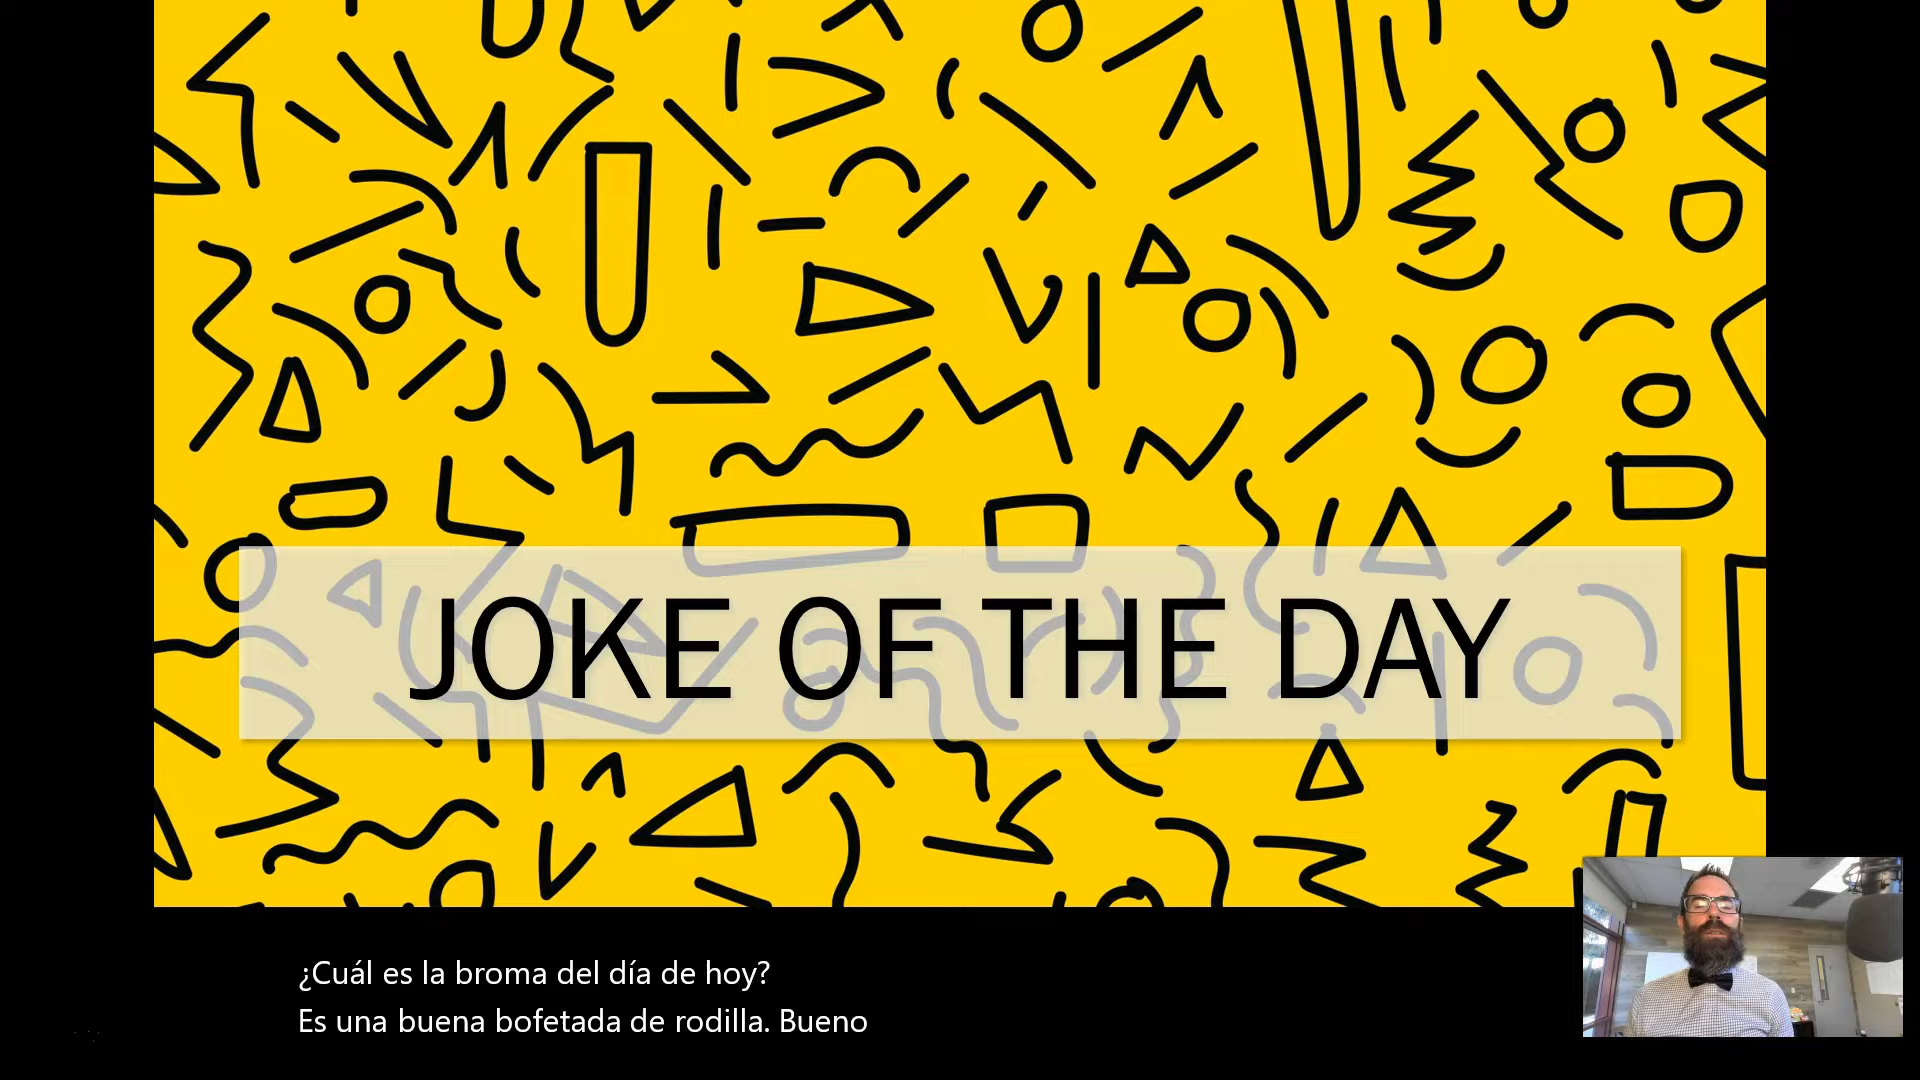 JOKE OF THE DAY
¿Cuál es la broma del día de hoy?
Es una buena bofetada de rodilla. Bueno